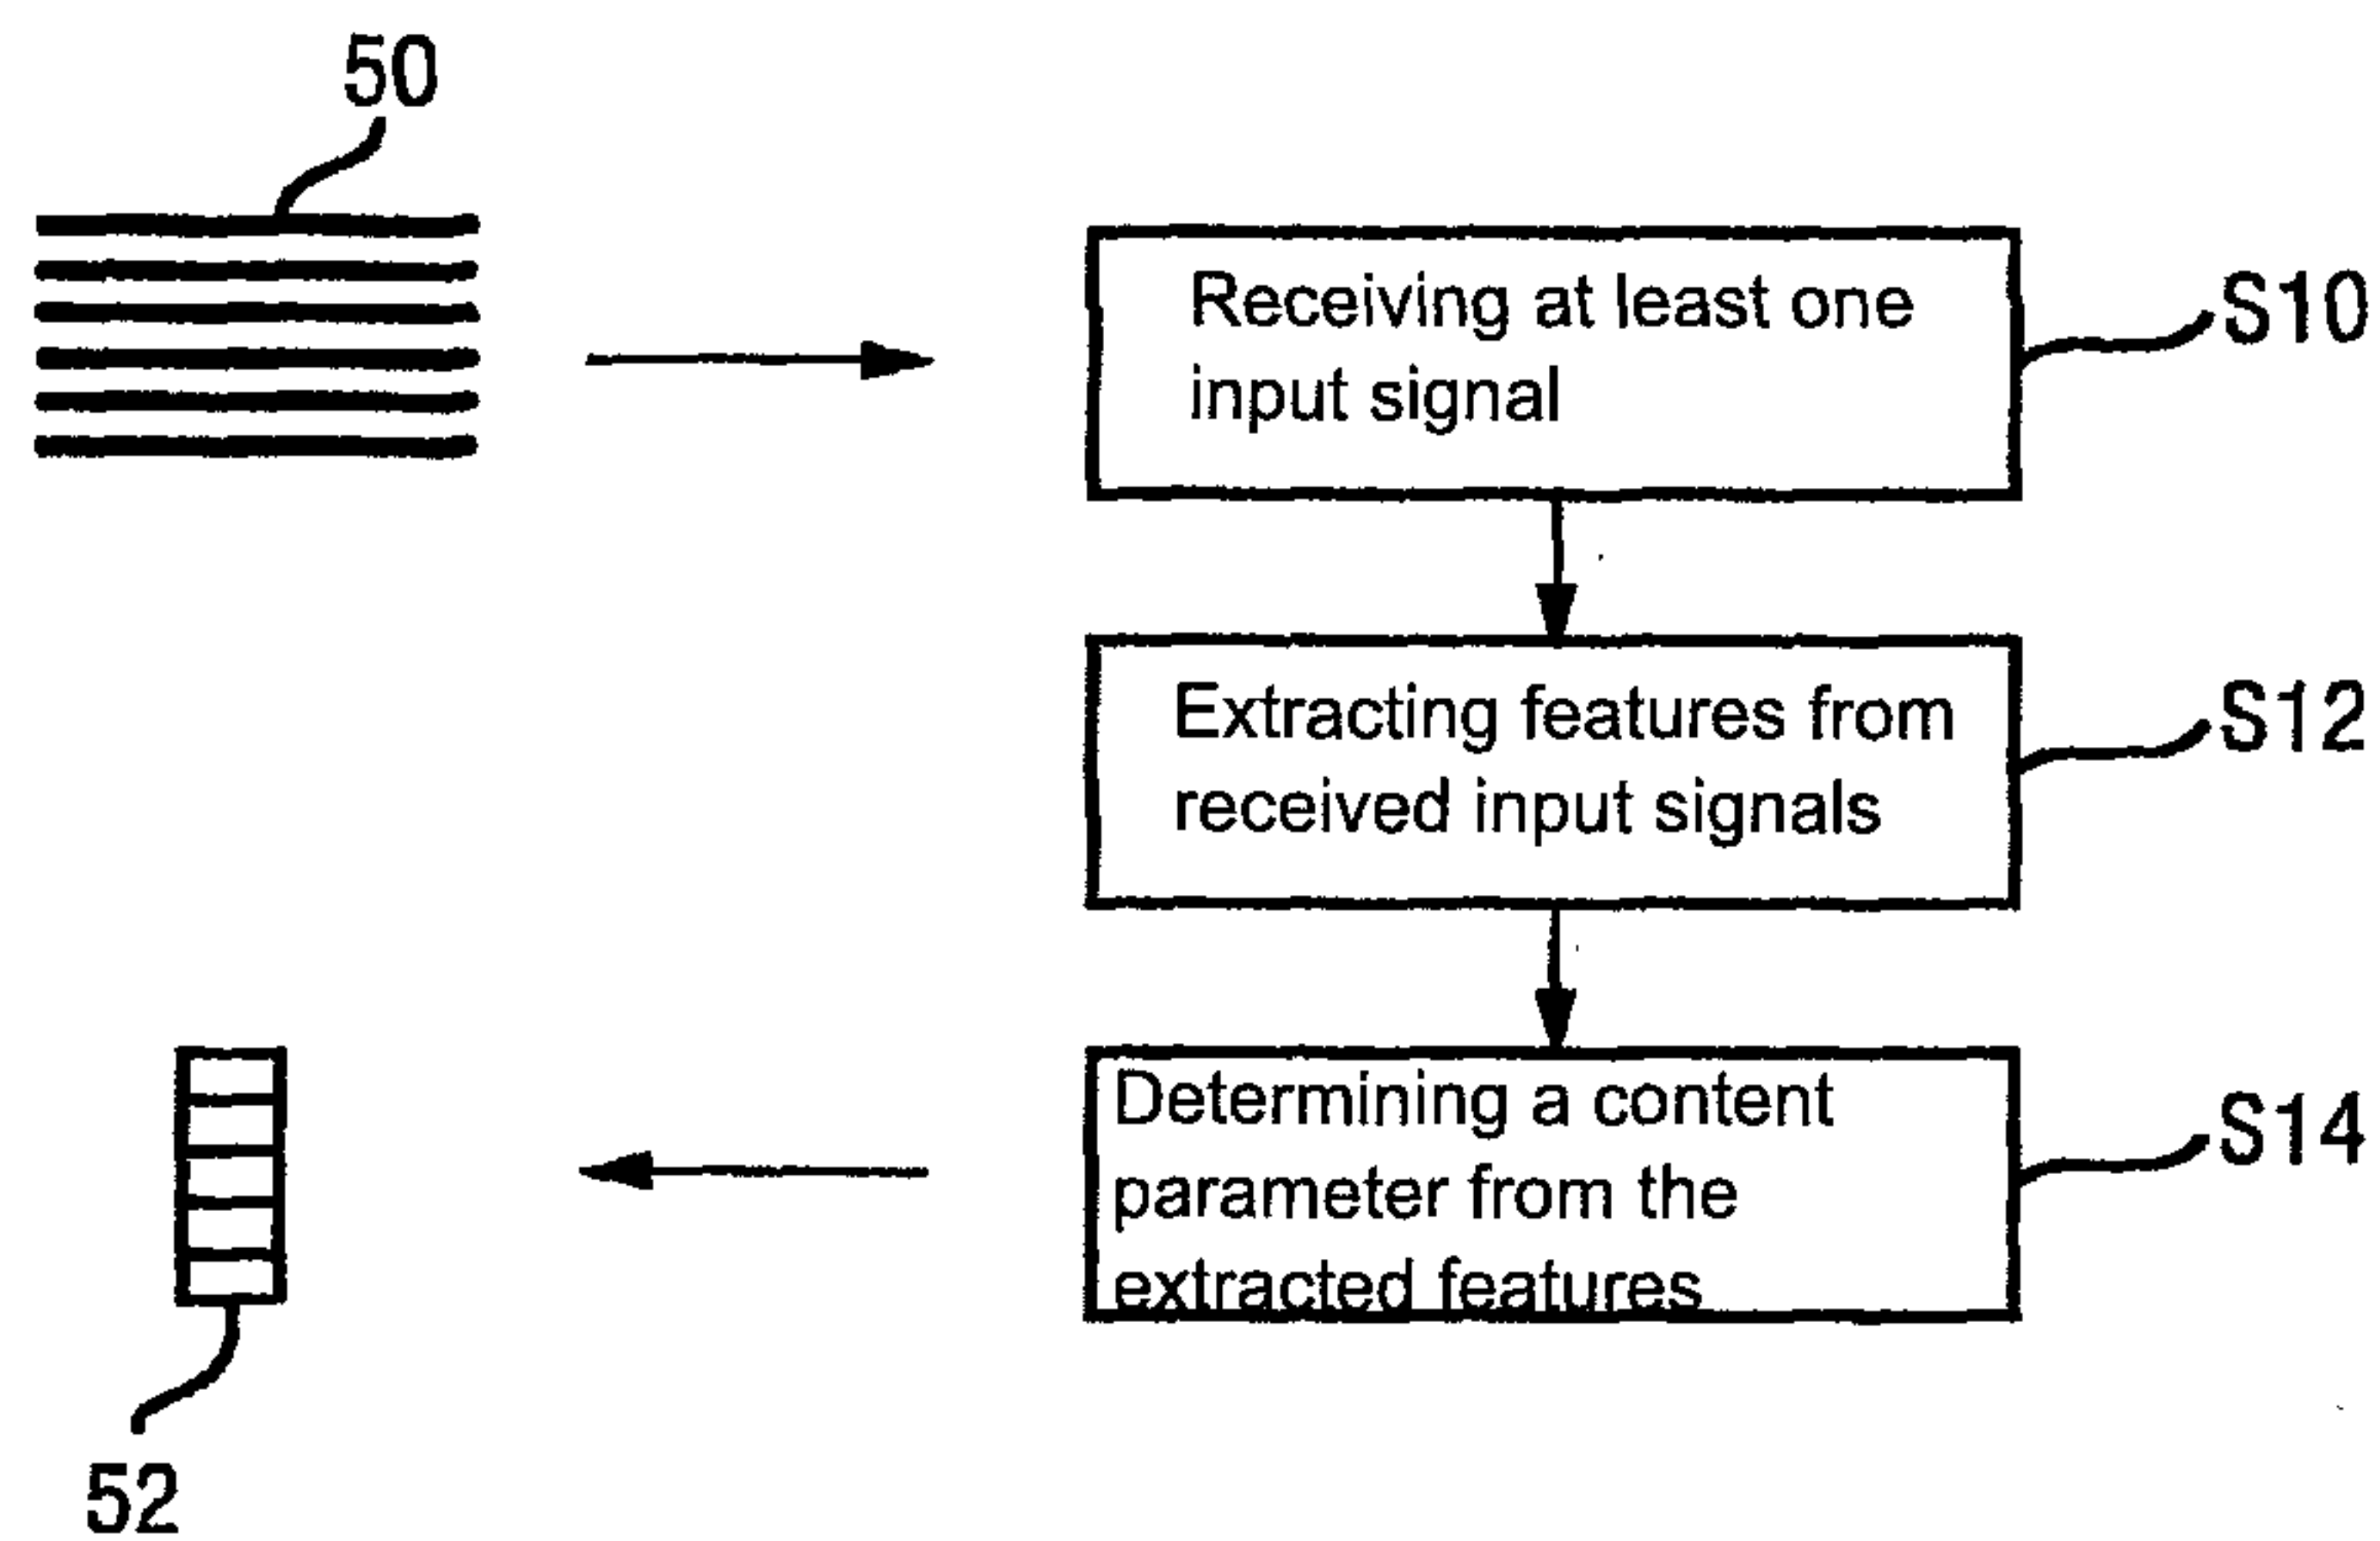 50
Receiving at least one
input signal
S10
Extracting features from
received input signals
S12
Determining a content
parameter from the
extracted features
S14
52